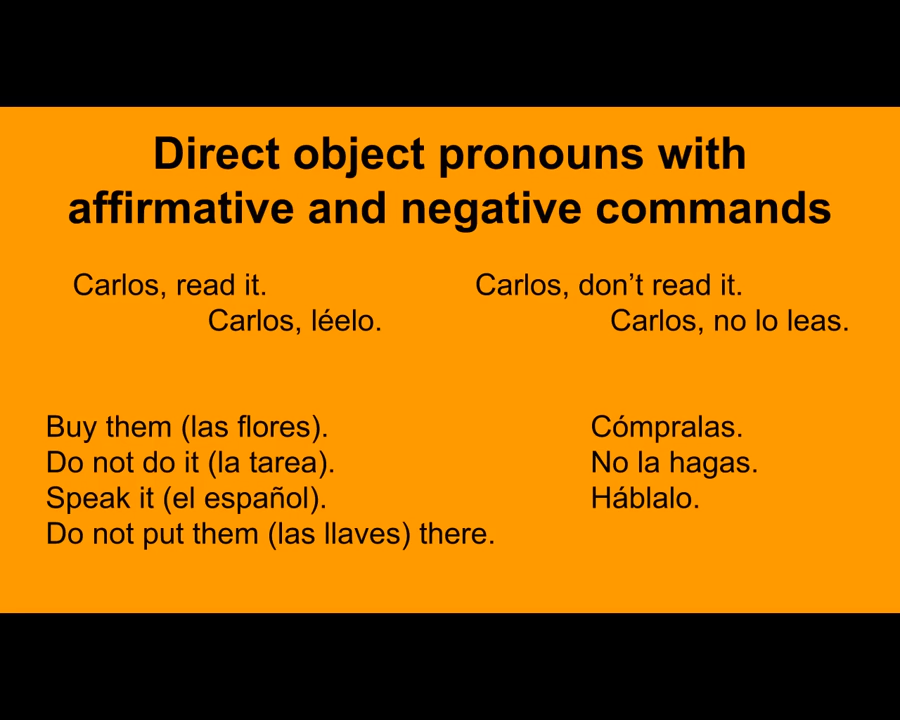 Direct object pronouns with
affirmative and negative commands
Carlos, read it.
Carlos, léelo.
Carlos, don’t read it.
Carlos, no lo leas.
Buy them (las flores).
Do not do it (la tarea).
Speak it (el español).
Do not put them (las llaves) there.
Cómpralas.
No la hagas.
Háblalo.